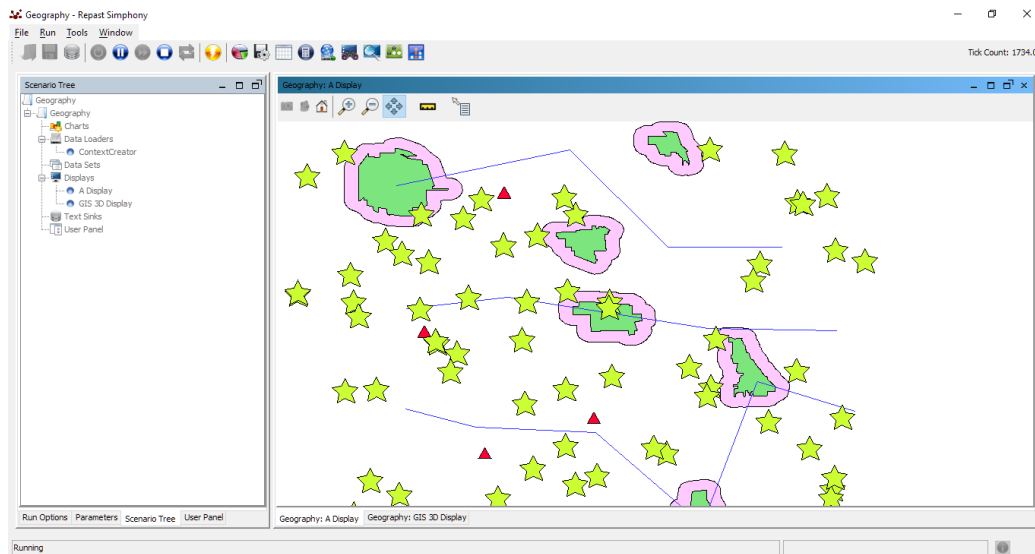 Geography - Repast Simphony
File Run Tools Window
Tick Count: 1734.0
Scenario Tree
Geography
Geography
Charts
Data Loaders
ContextCreator
Data Sets
Displays
A Display
GIS 3D Display
Text Sinks
User Panel
Run Options Parameters Scenario Tree User Panel
Geography: A Display
Geography: A Display Geography: GIS 3D Display
Running